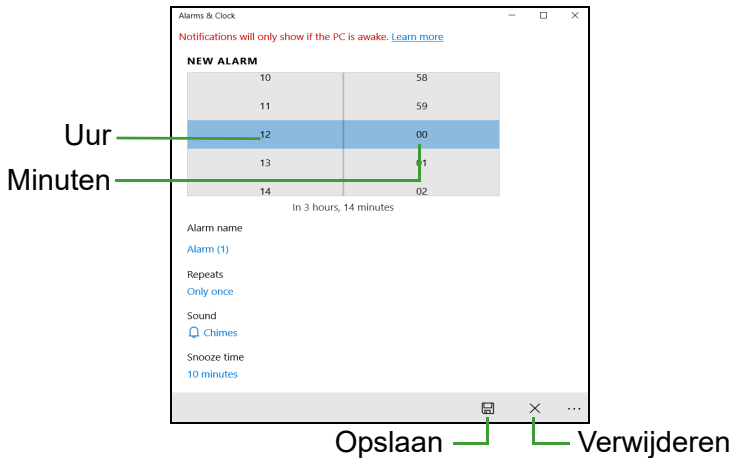 Alarms & Clock
Notifications will only show if the PC is awake. Learn more
NEW ALARM
10 58
11 59
Uur 12 00
13 01
Minuten
14 02
In 3 hours, 14 minutes
Alarm name
Alarm (1)
Repeats
Only once
Sound
Chimes
Snooze time
10 minutes
Opslaan Verwijderen